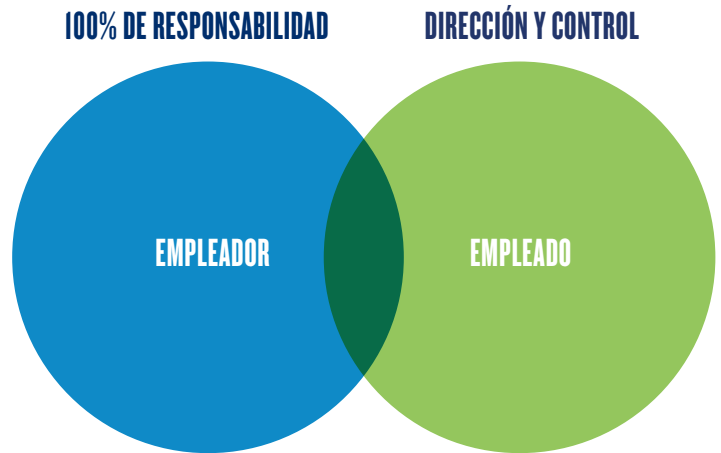 100% DE RESPONSABILIDAD
DIRECCIÓN Y CONTROL
EMPLEADOR
EMPLEADO